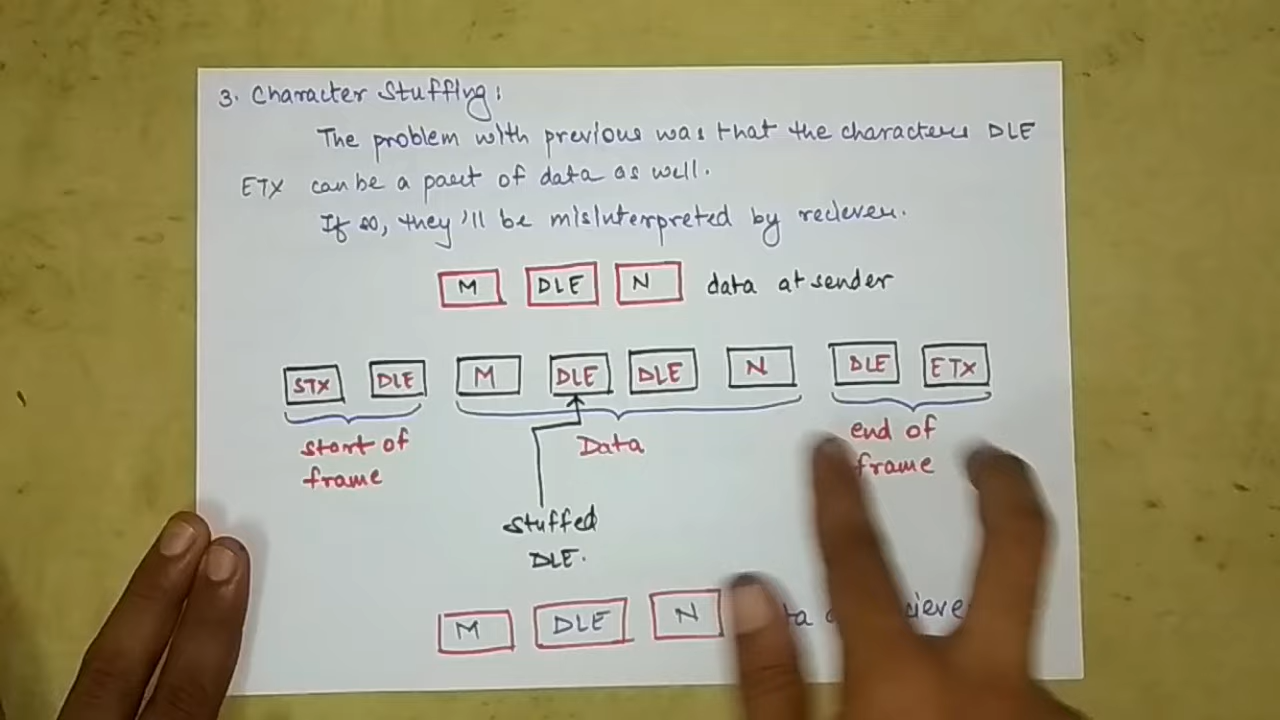 3. Character Stuffing:
The problem with previous was that the characters DLE
ETX can be a part of data as well.
If so, they'll be misinterpreted by reciever.
M DLE N data at sender
STX DLE M DLE DLE N DLE ETX
start of frame
Data
end of frame
stuffed
DLE.
M DLE N